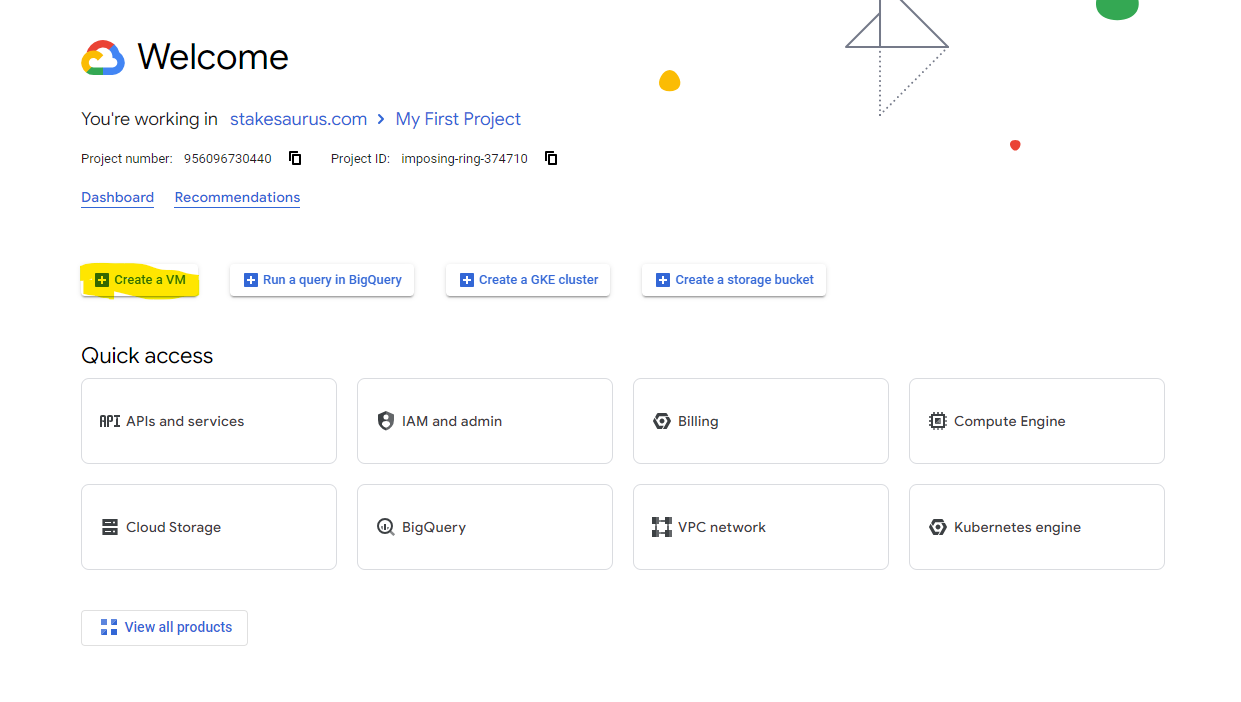 Welcome
You're working in stakesaurus.com > My First Project
Project number: 956096730440 Project ID: imposing-ring-374710
Dashboard Recommendations
Create a VM Run a query in BigQuery Create a GKE cluster Create a storage bucket
Quick access
API APIs and services IAM and admin Billing Compute Engine
Cloud Storage BigQuery VPC network Kubernetes engine
View all products